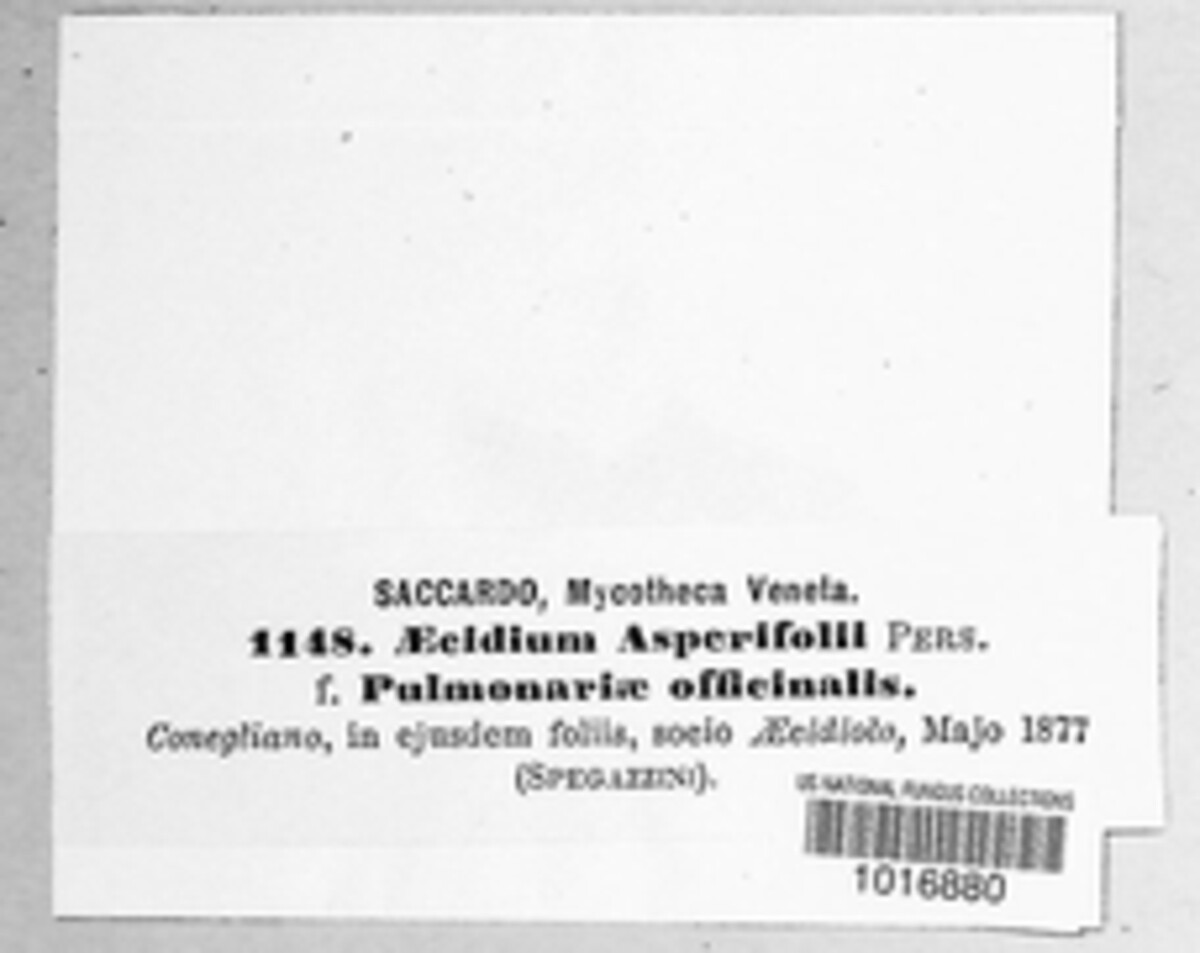 SACCARDO, Mycotheca Veneta.
1148. Æcidium Asperifolii PERS.
f. Pulmonariæ officinalis.
Conegliano, in ejusdem foliis, socio Æcidiolo, Majo 1877
(SPEGAZZINI).
US NATIONAL FUNGUS COLLECTIONS
1016880